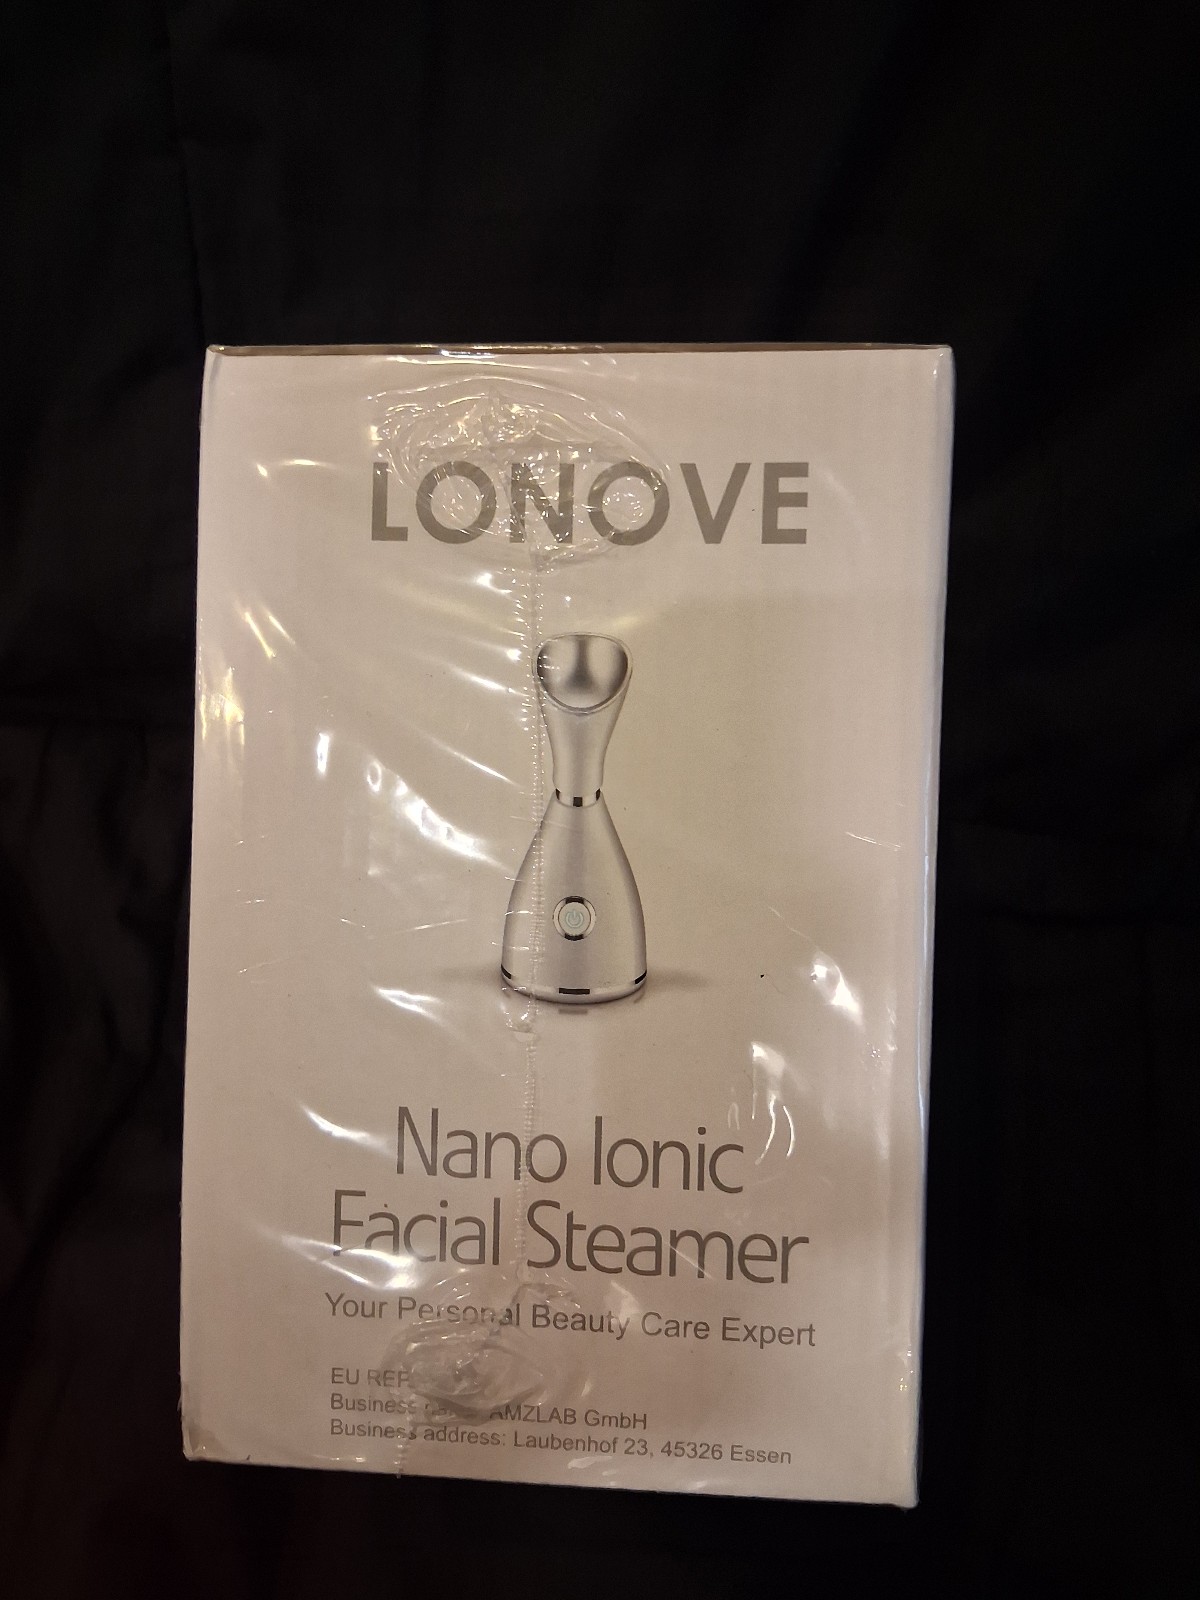 LONOVE
Nano Ionic
Facial Steamer
Your Personal Beauty Care Expert
EU REP
Business name: AMZLAB GmbH
Business address: Laubenhof 23, 45326 Essen